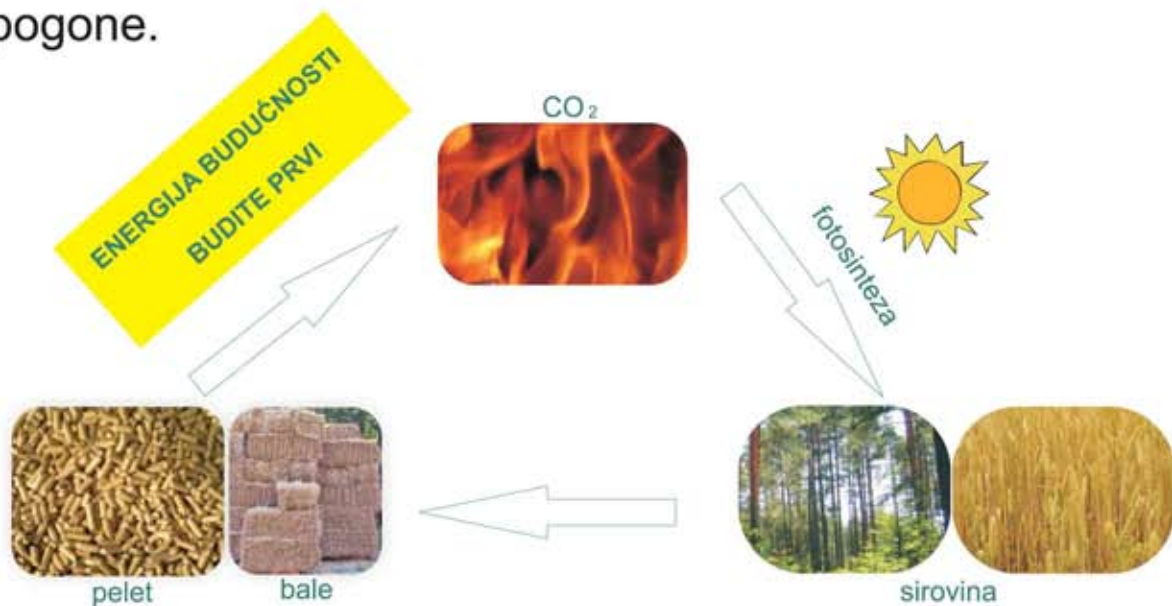 pogone.
ENERGIJA BUDUĆNOSTI
BUDITE PRVI
CO₂
fotosinteza
pelet
bale
sirovina